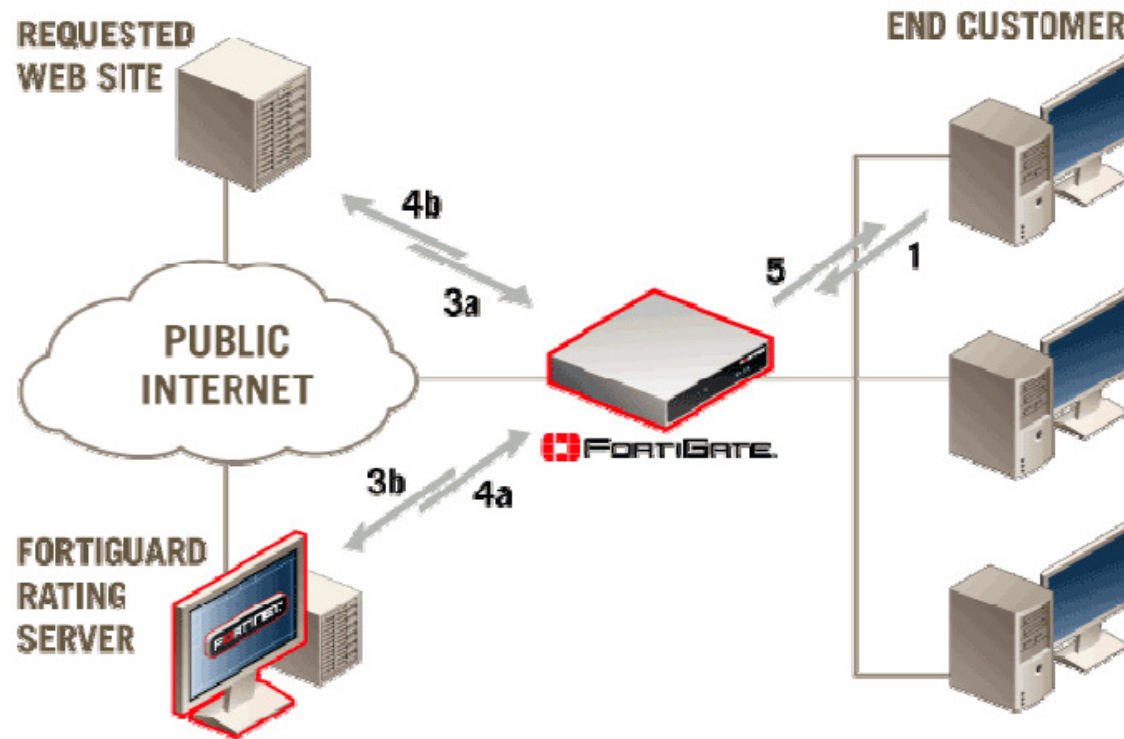 REQUESTED
WEB SITE
END CUSTOMER
4b
3a
5
1
PUBLIC
INTERNET
FORTIGATE
3b
4a
FORTIGUARD
RATING
SERVER
FORTINET